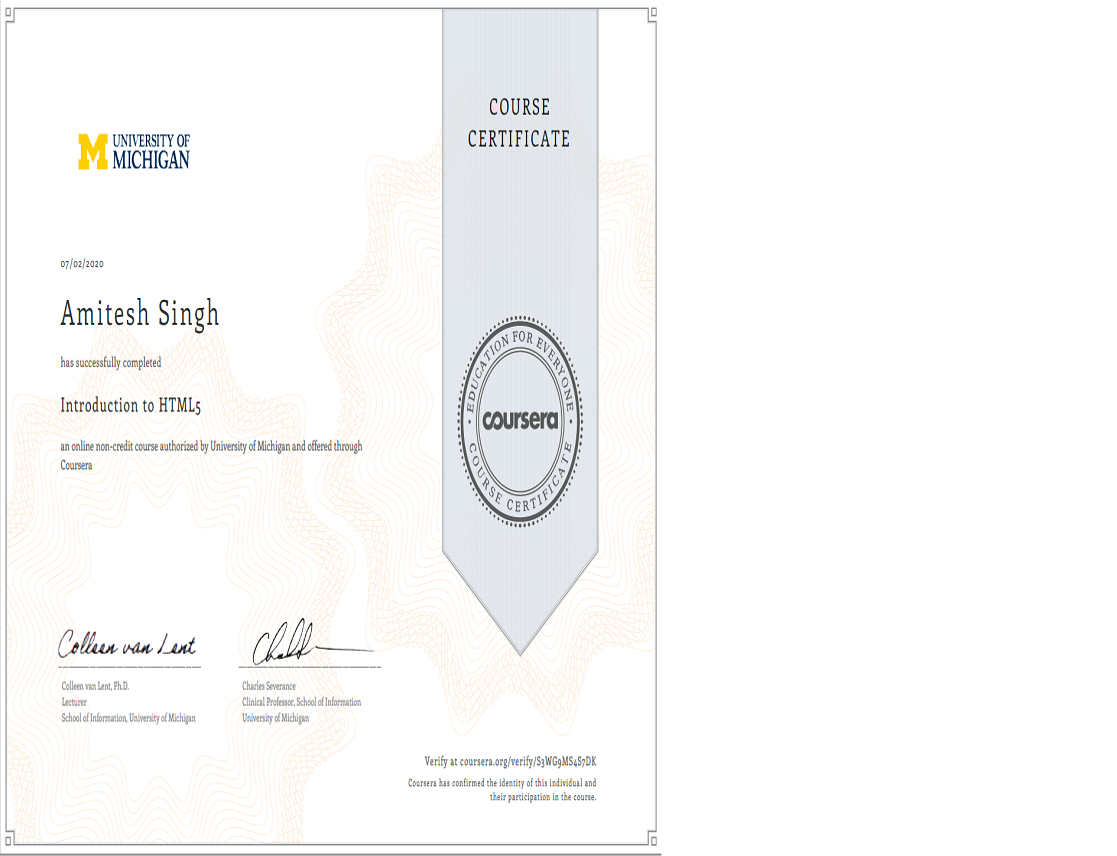 COURSE
CERTIFICATE
UNIVERSITY OF
MICHIGAN
07/02/2020
Amitesh Singh
has successfully completed
Introduction to HTML5
an online non-credit course authorized by University of Michigan and offered through
Coursera
EDUCATION FOR EVERYONE
coursera
COURSE CERTIFICATE
Colleen van Lent
Colleen van Lent, Ph.D.
Lecturer
School of Information, University of Michigan
Charles Severance
Clinical Professor, School of Information
University of Michigan
Verify at coursera.org/verify/S3WG9MS4S7DK
Coursera has confirmed the identity of this individual and
their participation in the course.